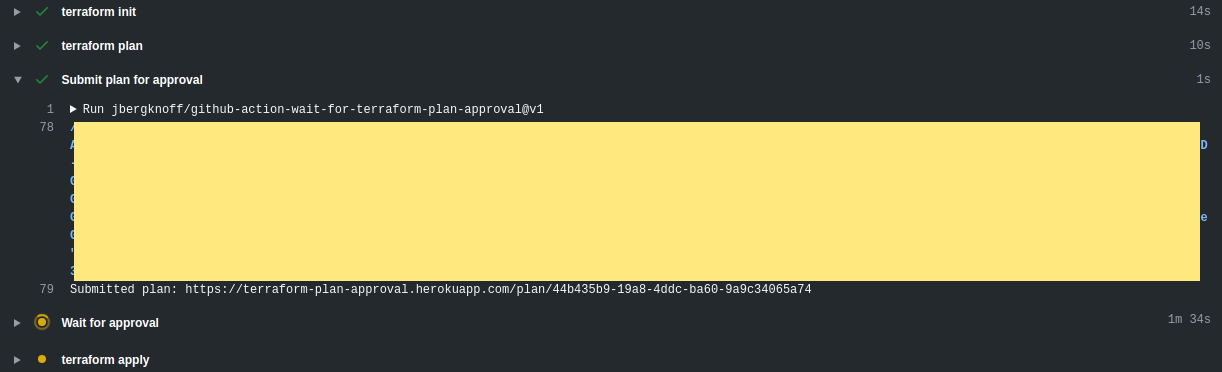 terraform init 14s
terraform plan 10s
Submit plan for approval 1s
1 Run jbergknoff/github-action-wait-for-terraform-plan-approval@v1
78
79 Submitted plan: https://terraform-plan-approval.herokuapp.com/plan/44b435b9-19a8-4ddc-ba60-9a9c34065a74
Wait for approval 1m 34s
terraform apply